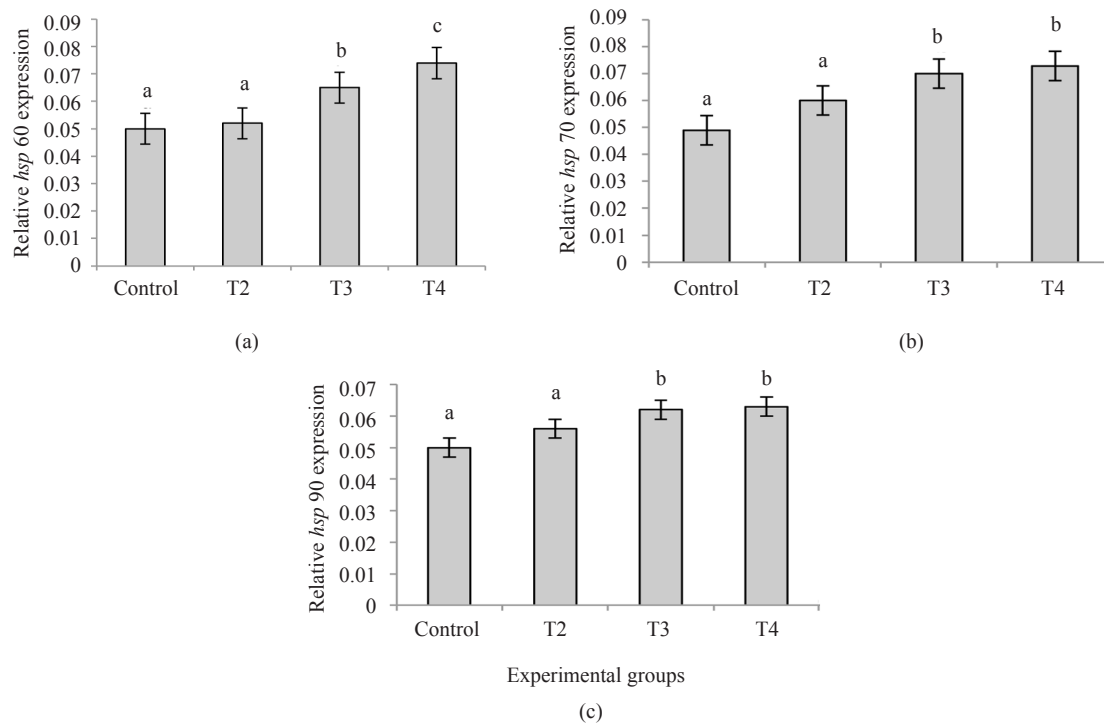 Relative hsp 60 expression
0.09
0.08
0.07
0.06
0.05
0.04
0.03
0.02
0.01
0
a
a
b
c
Control T2 T3 T4
(a)
Relative hsp 70 expression
0.09
0.08
0.07
0.06
0.05
0.04
0.03
0.02
0.01
0
a
a
b
b
Control T2 T3 T4
(b)
Relative hsp 90 expression
0.07
0.06
0.05
0.04
0.03
0.02
0.01
0
a
a
b
b
Control T2 T3 T4
Experimental groups
(c)